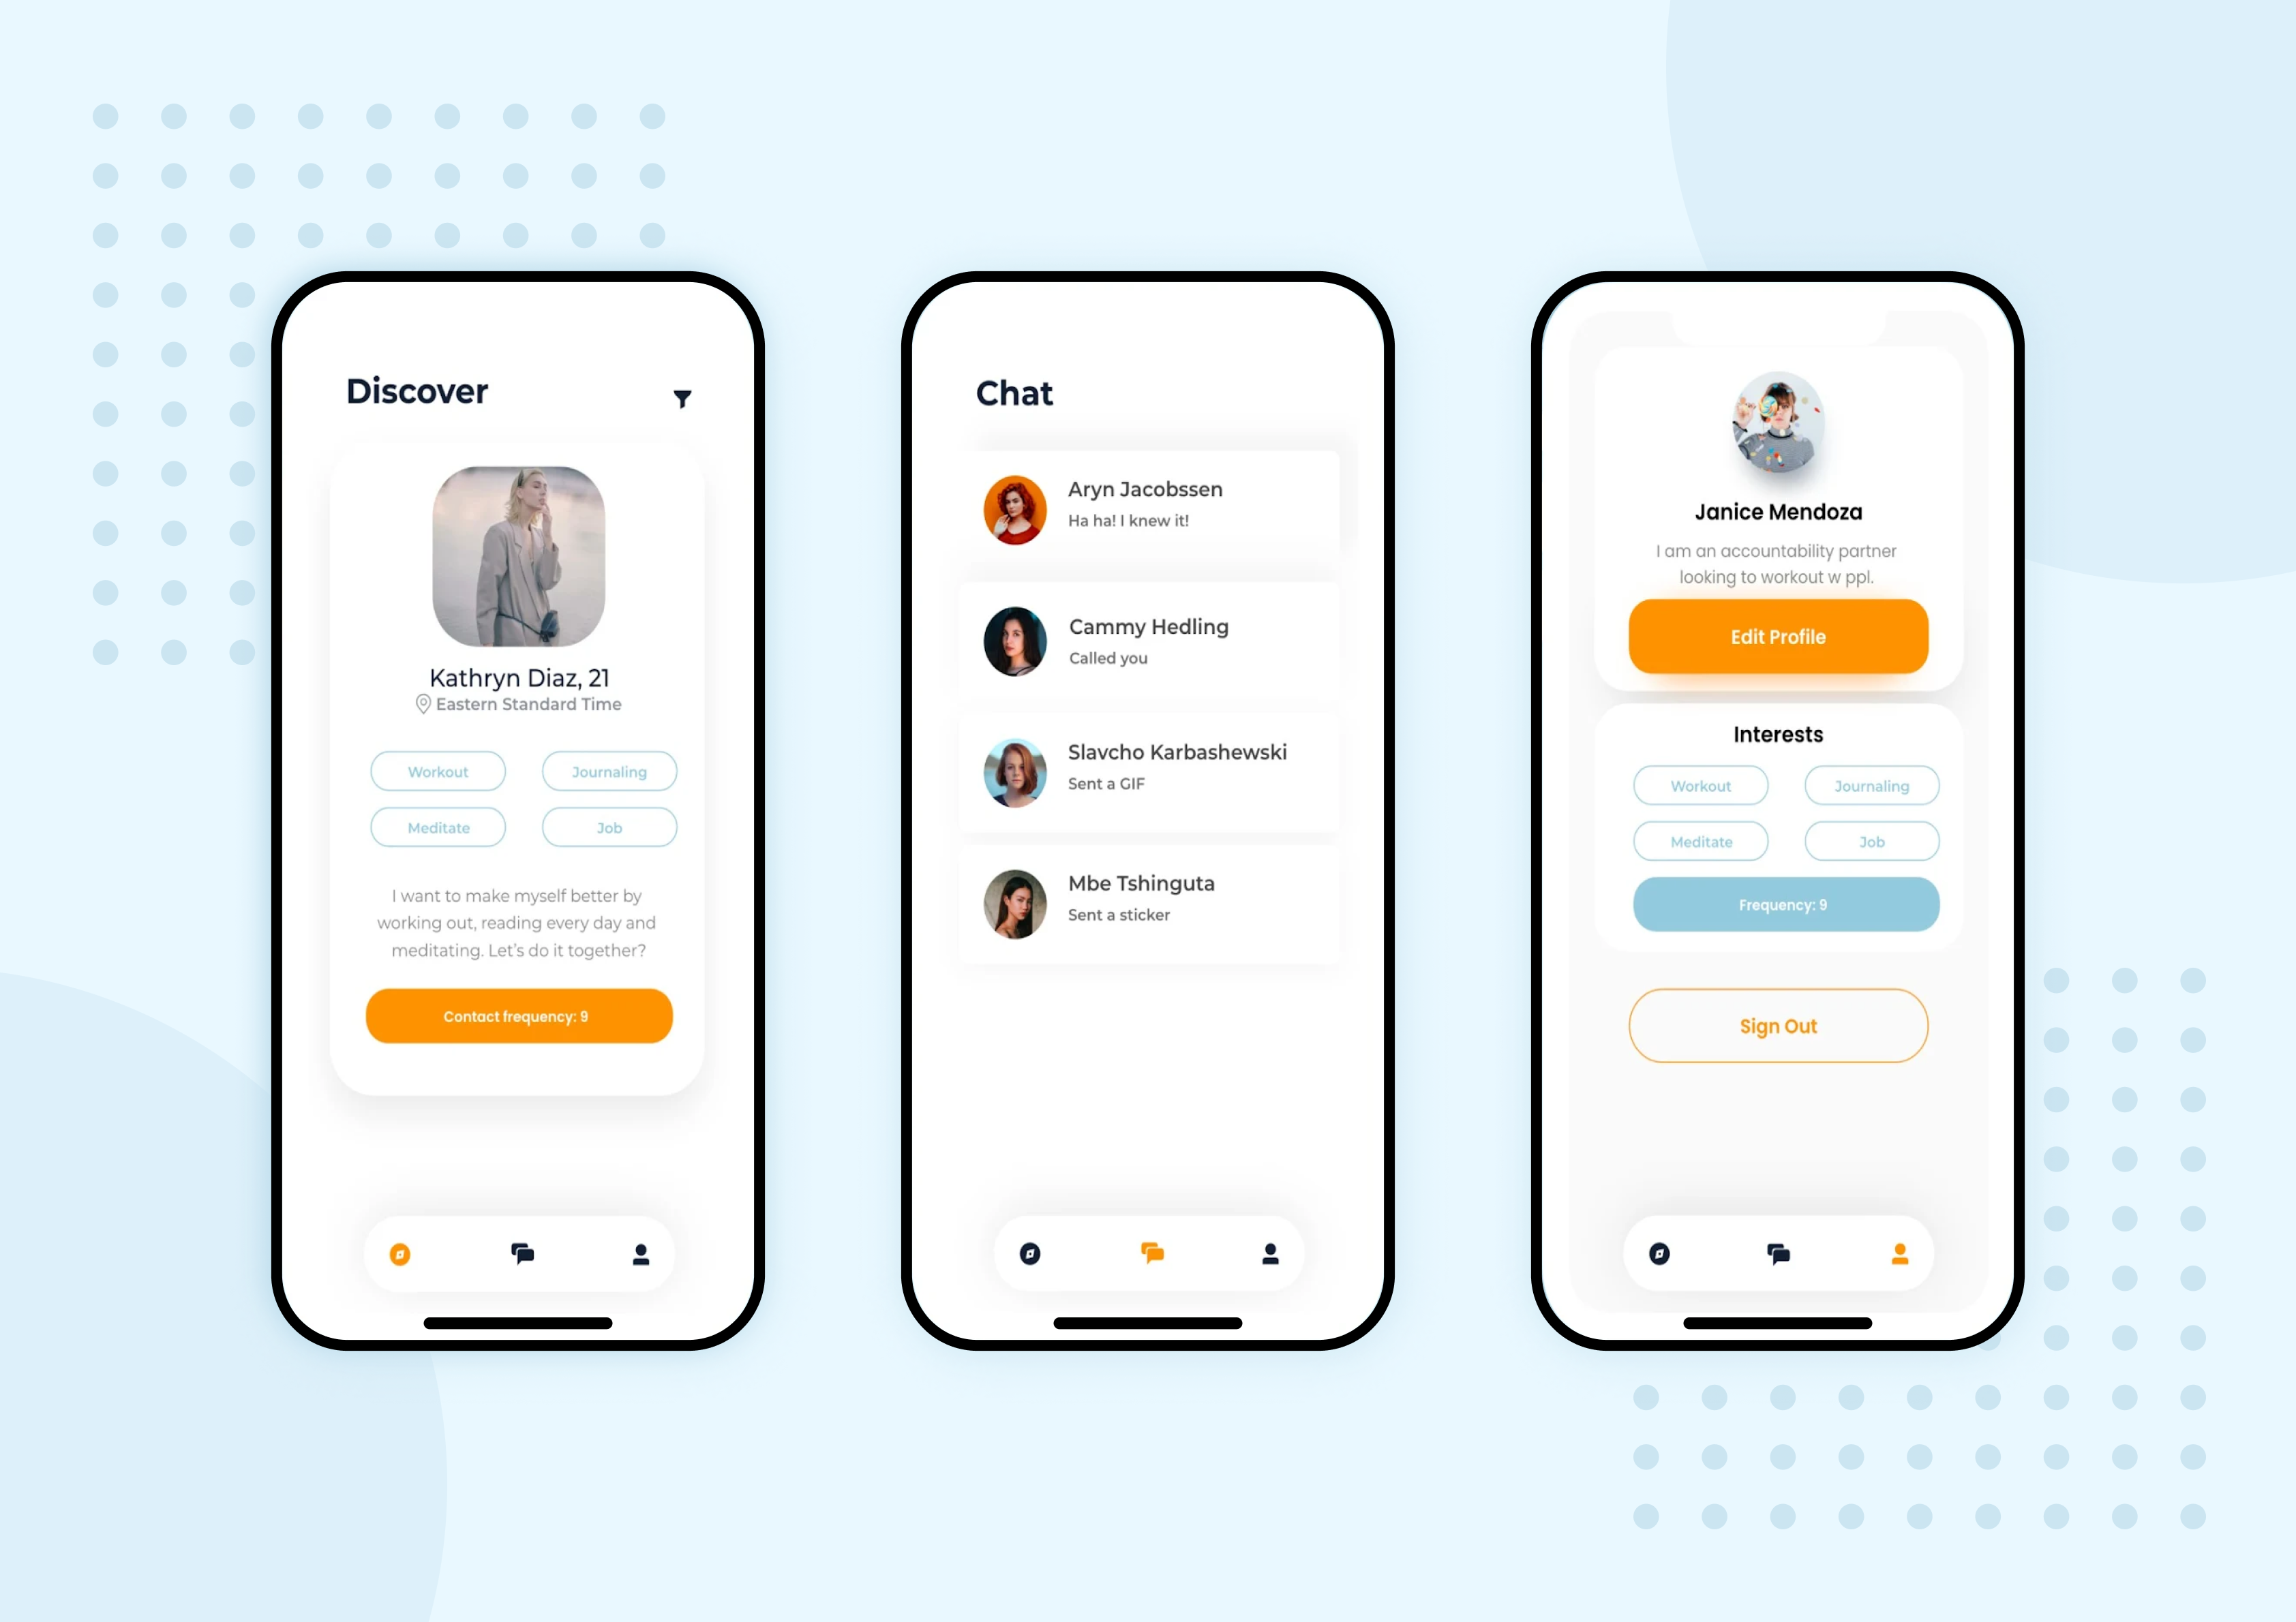 Discover
Kathryn Diaz, 21
Eastern Standard Time
Workout
Journaling
Meditate
Job
I want to make myself better by
working out, reading every day and
meditating. Let's do it together?
Contact frequency: 9
Chat
Aryn Jacobssen
Ha ha! I knew it!
Cammy Hedling
Called you
Slavcho Karbashewski
Sent a GIF
Mbe Tshinguta
Sent a sticker
Janice Mendoza
I am an accountability partner
looking to workout w ppl.
Edit Profile
Interests
Workout
Journaling
Meditate
Job
Frequency: 9
Sign Out